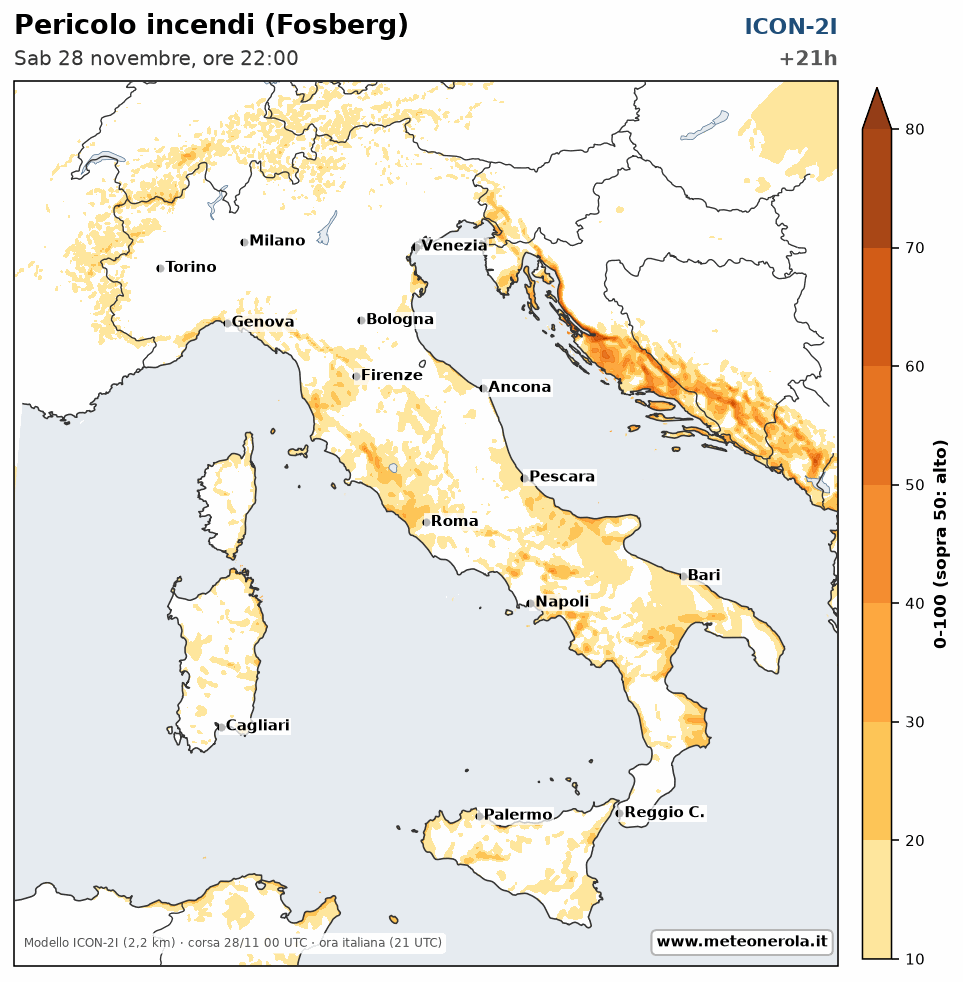 Pericolo incendi (Fosberg)
ICON-2I
Sab 28 novembre, ore 22:00
+21h
80
70
60
50
40
30
20
10
0-100 (sopra 50: alto)
Milano
Venezia
Torino
Genova
Bologna
Firenze
Ancona
Pescara
Roma
Bari
Napoli
Cagliari
Palermo
Reggio C.
Modello ICON-2I (2,2 km) · corsa 28/11 00 UTC · ora italiana (21 UTC)
www.meteonerola.it